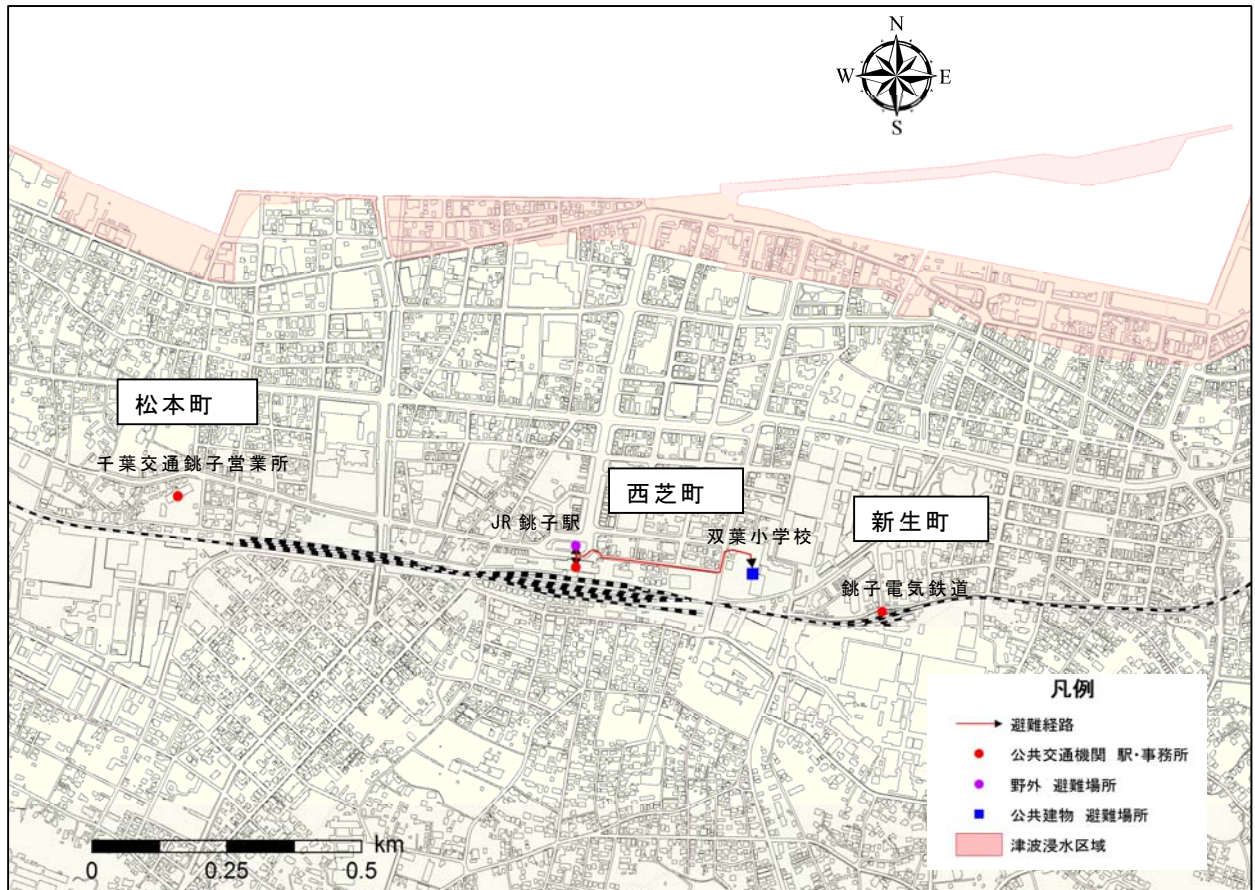 N
W E
S
松本町
千葉交通銚子営業所
西芝町
JR 銚子駅
双葉小学校
新生町
銚子電気鉄道
凡例
避難経路
公共交通機関 駅・事務所
野外 避難場所
公共建物 避難場所
津波浸水区域
km
0 0.25 0.5